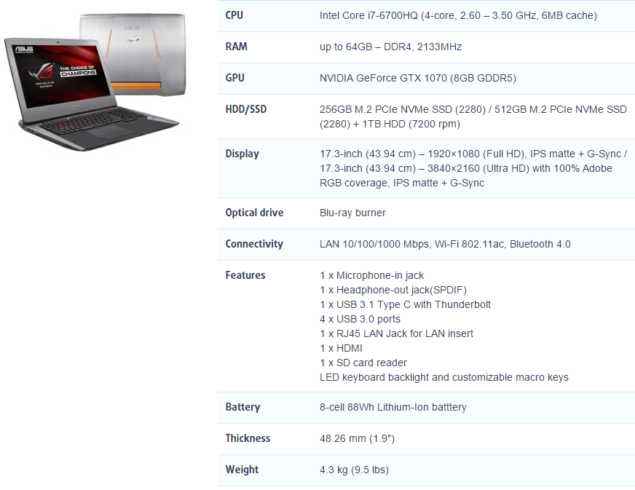 ASUS
THE CHOICE OF
CHAMPIONS
CPU Intel Core i7-6700HQ (4-core, 2.60 – 3.50 GHz, 6MB cache)
RAM up to 64GB – DDR4, 2133MHz
GPU NVIDIA GeForce GTX 1070 (8GB GDDR5)
HDD/SSD 256GB M.2 PCIe NVMe SSD (2280) / 512GB M.2 PCIe NVMe SSD
(2280) + 1TB HDD (7200 rpm)
Display 17.3-inch (43.94 cm) – 1920×1080 (Full HD), IPS matte + G-Sync /
17.3-inch (43.94 cm) – 3840×2160 (Ultra HD) with 100% Adobe
RGB coverage, IPS matte + G-Sync
Optical drive Blu-ray burner
Connectivity LAN 10/100/1000 Mbps, Wi-Fi 802.11ac, Bluetooth 4.0
Features 1 x Microphone-in jack
1 x Headphone-out jack(SPDIF)
1 x USB 3.1 Type C with Thunderbolt
4 x USB 3.0 ports
1 x RJ45 LAN Jack for LAN insert
1 x HDMI
1 x SD card reader
LED keyboard backlight and customizable macro keys
Battery 8-cell 88Wh Lithium-Ion batttery
Thickness 48.26 mm (1.9")
Weight 4.3 kg (9.5 lbs)